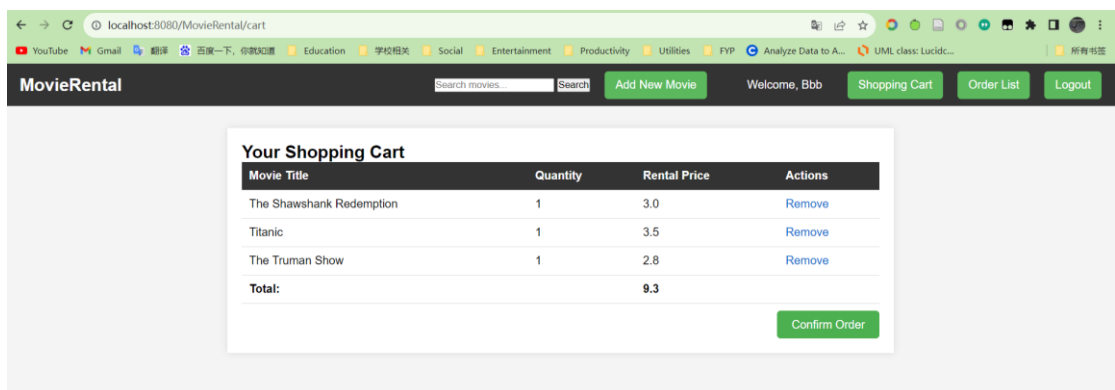 localhost:8080/MovieRental/cart
YouTube Gmail 翻译 百度一下，你就知道 Education 学校相关 Social Entertainment Productivity Utilities FYP Analyze Data to A... UML class: Lucidc... 所有书签
MovieRental Search movies... Search Add New Movie Welcome, Bbb Shopping Cart Order List Logout
Your Shopping Cart
Movie Title Quantity Rental Price Actions
The Shawshank Redemption 1 3.0 Remove
Titanic 1 3.5 Remove
The Truman Show 1 2.8 Remove
Total: 9.3
Confirm Order